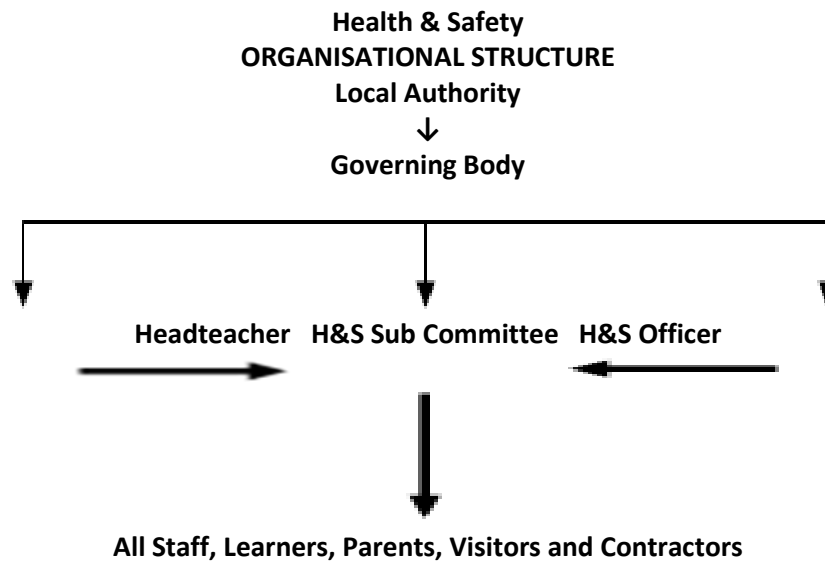 Health & Safety
ORGANISATIONAL STRUCTURE
Local Authority
↓
Governing Body
Headteacher H&S Sub Committee H&S Officer
All Staff, Learners, Parents, Visitors and Contractors